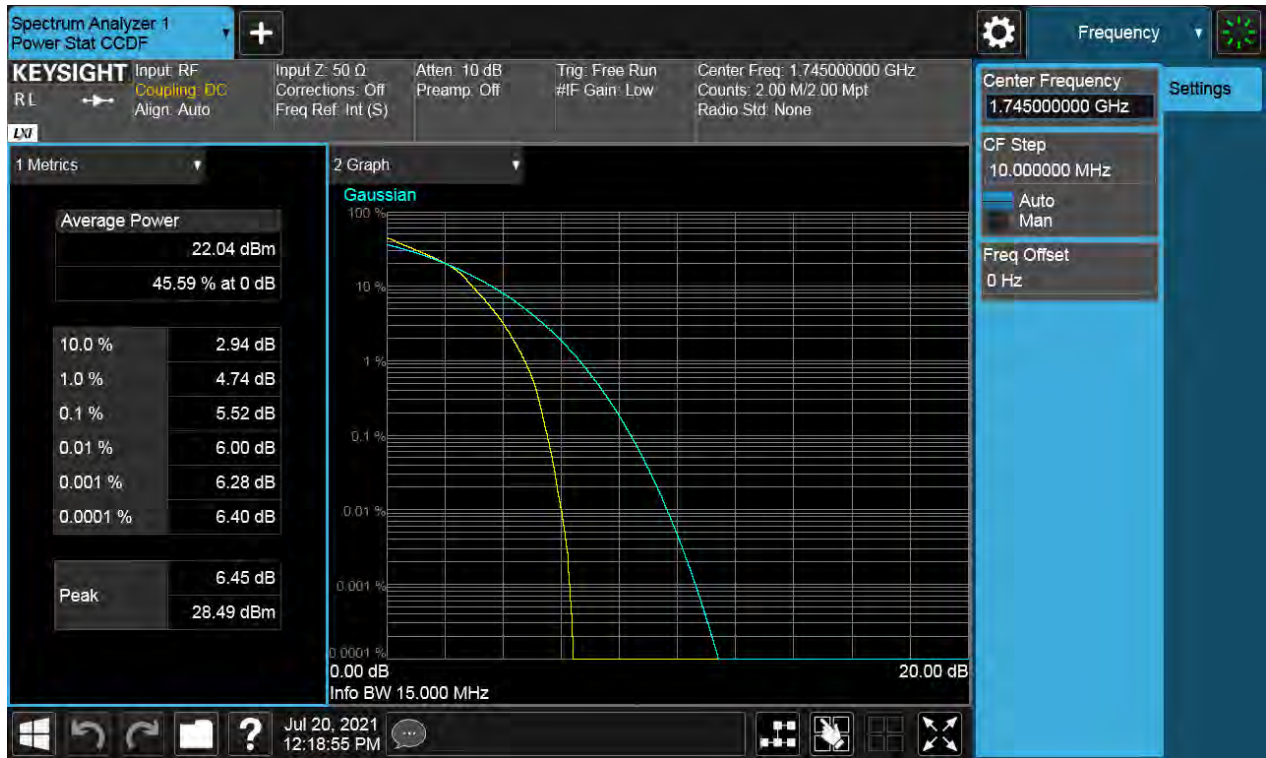 Spectrum Analyzer 1
Power Stat CCDF
+
Frequency
KEYSIGHT
RL
LXI
Input: RF
Coupling: DC
Align: Auto
Input Z: 50 Ω
Corrections: Off
Freq Ref: Int (S)
Atten: 10 dB
Preamp: Off
Trig: Free Run
#IF Gain: Low
Center Freq: 1.745000000 GHz
Counts: 2.00 M/2.00 Mpt
Radio Std: None
Center Frequency
1.745000000 GHz
Settings
CF Step
10.000000 MHz
Auto
Man
Freq Offset
0 Hz
1 Metrics
Average Power
22.04 dBm
45.59 % at 0 dB
10.0 % 2.94 dB
1.0 % 4.74 dB
0.1 % 5.52 dB
0.01 % 6.00 dB
0.001 % 6.28 dB
0.0001 % 6.40 dB
Peak
6.45 dB
28.49 dBm
2 Graph
Gaussian
100 %
10 %
1 %
0.1 %
0.01 %
0.001 %
0.0001 %
0.00 dB 20.00 dB
Info BW 15.000 MHz
?
Jul 20, 2021
12:18:55 PM